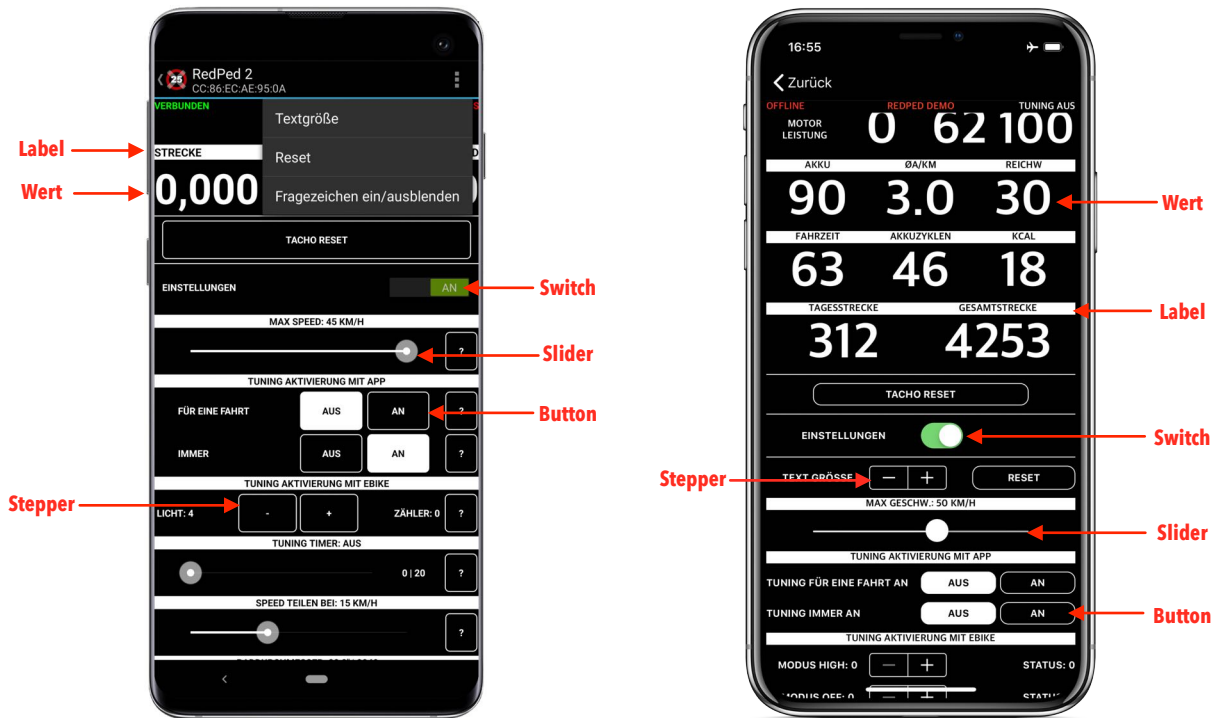 RedPed 2
CC:86:EC:AE:95:0A
VERBUNDEN
Textgröße
Reset
Fragezeichen ein/ausblenden
Label
STRECKE
Wert
0,000
TACHO RESET
EINSTELLUNGEN
AN
Switch
MAX SPEED: 45 KM/H
?
Slider
TUNING AKTIVIERUNG MIT APP
FÜR EINE FAHRT
AUS
AN
?
Button
IMMER
AUS
AN
?
TUNING AKTIVIERUNG MIT EBIKE
Stepper
LICHT: 4
-
+
ZÄHLER: 0
?
TUNING TIMER: AUS
0 | 20
?
SPEED TEILEN BEI: 15 KM/H
?
16:55
Zurück
OFFLINE
REDPED DEMO
TUNING AUS
MOTOR
LEISTUNG
0
62
100
AKKU
ØA/KM
REICHW
90
3.0
30
Wert
FAHRZEIT
AKKUZYKLEN
KCAL
63
46
18
TAGESSTRECKE
GESAMTSTRECKE
Label
312
4253
TACHO RESET
EINSTELLUNGEN
Switch
Stepper
TEXT GRÖSSE
—
+
RESET
MAX GESCHW.: 50 KM/H
Slider
TUNING AKTIVIERUNG MIT APP
TUNING FÜR EINE FAHRT AN
AUS
AN
TUNING IMMER AN
AUS
AN
Button
TUNING AKTIVIERUNG MIT EBIKE
MODUS HIGH: 0
—
+
STATUS: 0